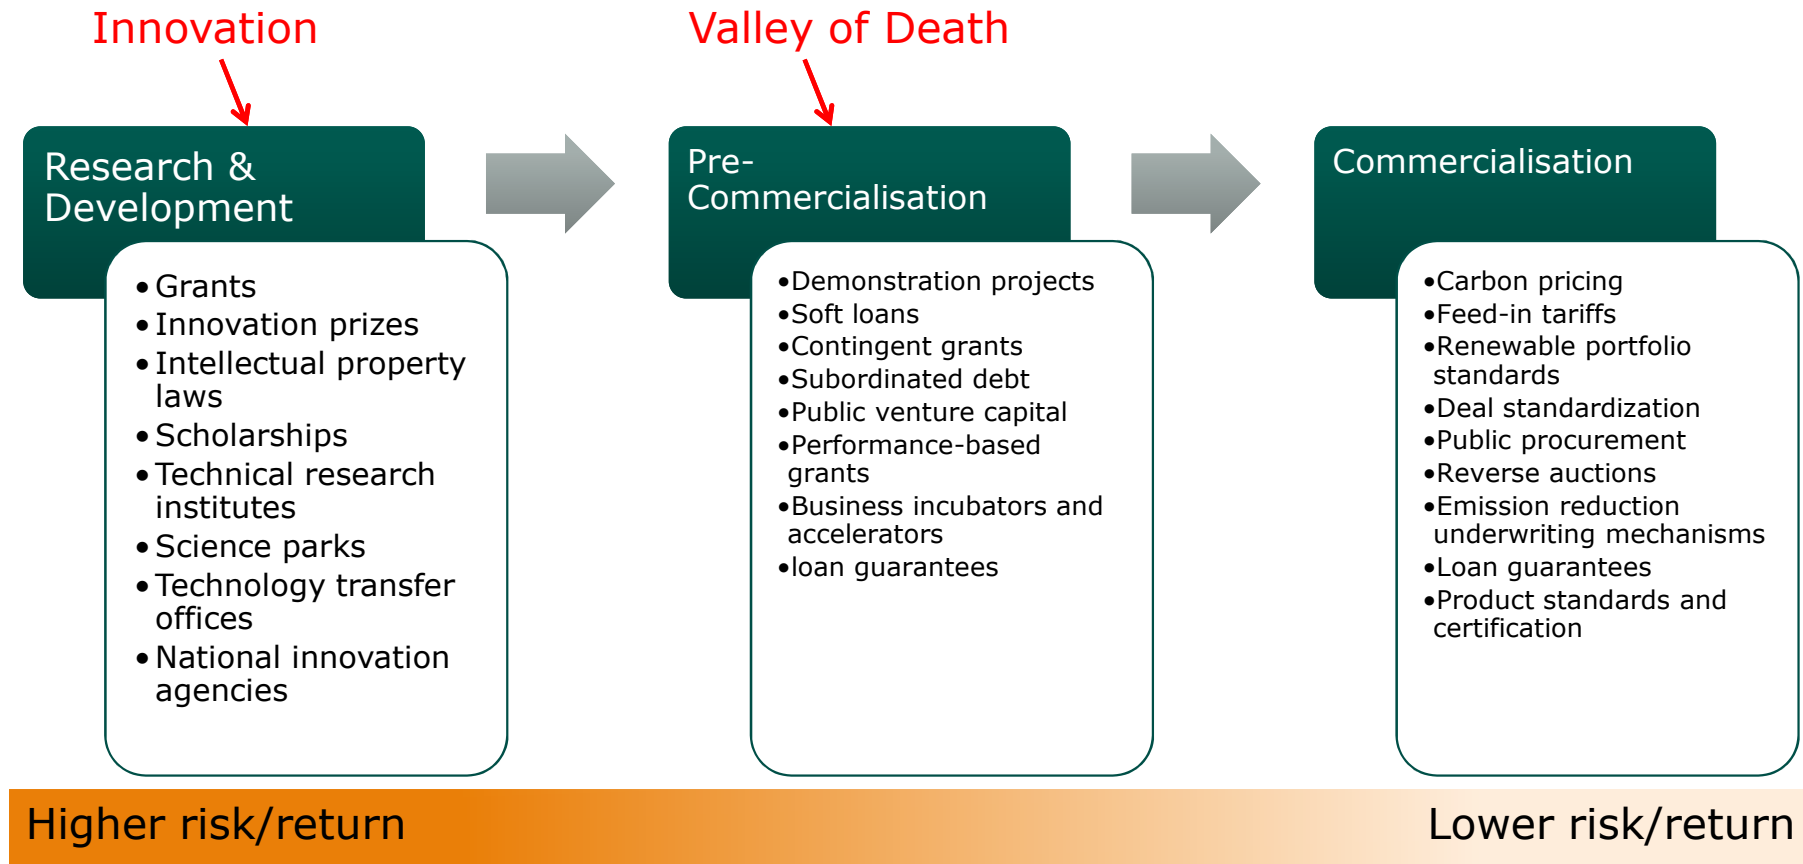 Innovation
Valley of Death
Research &
Development
• Grants
• Innovation prizes
• Intellectual property
laws
• Scholarships
• Technical research
institutes
• Science parks
• Technology transfer
offices
• National innovation
agencies
Pre-
Commercialisation
•Demonstration projects
•Soft loans
•Contingent grants
•Subordinated debt
•Public venture capital
•Performance-based
grants
•Business incubators and
accelerators
•loan guarantees
Commercialisation
•Carbon pricing
•Feed-in tariffs
•Renewable portfolio
standards
•Deal standardization
•Public procurement
•Reverse auctions
•Emission reduction
underwriting mechanisms
•Loan guarantees
•Product standards and
certification
Higher risk/return
Lower risk/return